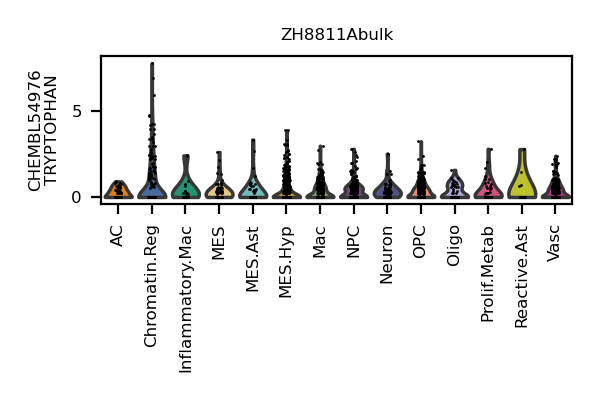 ZH8811Abulk
CHEMBL54976
TRYPTOPHAN
5
0
AC
Chromatin.Reg
Inflammatory.Mac
MES
MES.Ast
MES.Hyp
Mac
NPC
Neuron
OPC
Oligo
Prolif.Metab
Reactive.Ast
Vasc